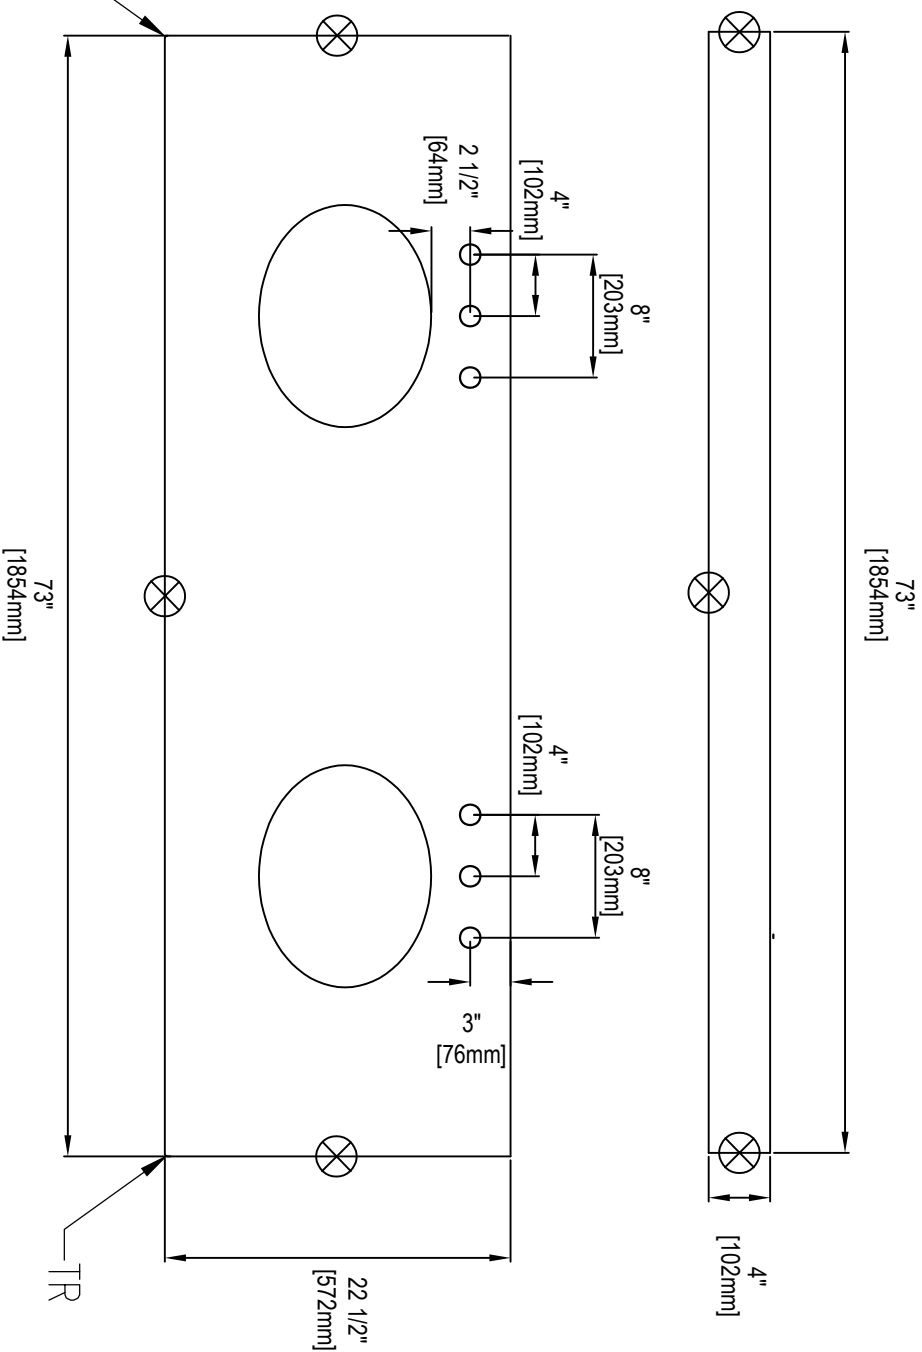 73"
[1854mm]
4"
[102mm]
8"
[203mm]
8"
[203mm]
4"
[102mm]
4"
[102mm]
2 1/2"
[64mm]
3"
[76mm]
22 1/2"
[572mm]
73"
[1854mm]
TR